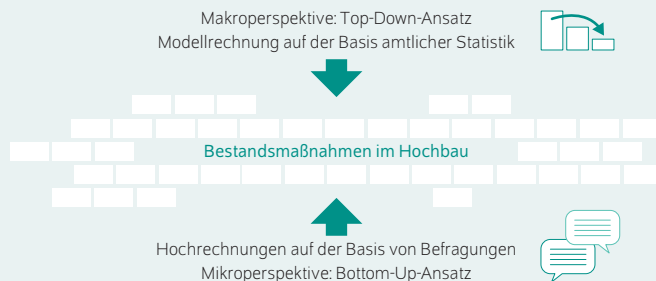 Makroperspektive: Top-Down-Ansatz
Modellrechnung auf der Basis amtlicher Statistik
Bestandsmaßnahmen im Hochbau
Hochrechnungen auf der Basis von Befragungen
Mikroperspektive: Bottom-Up-Ansatz